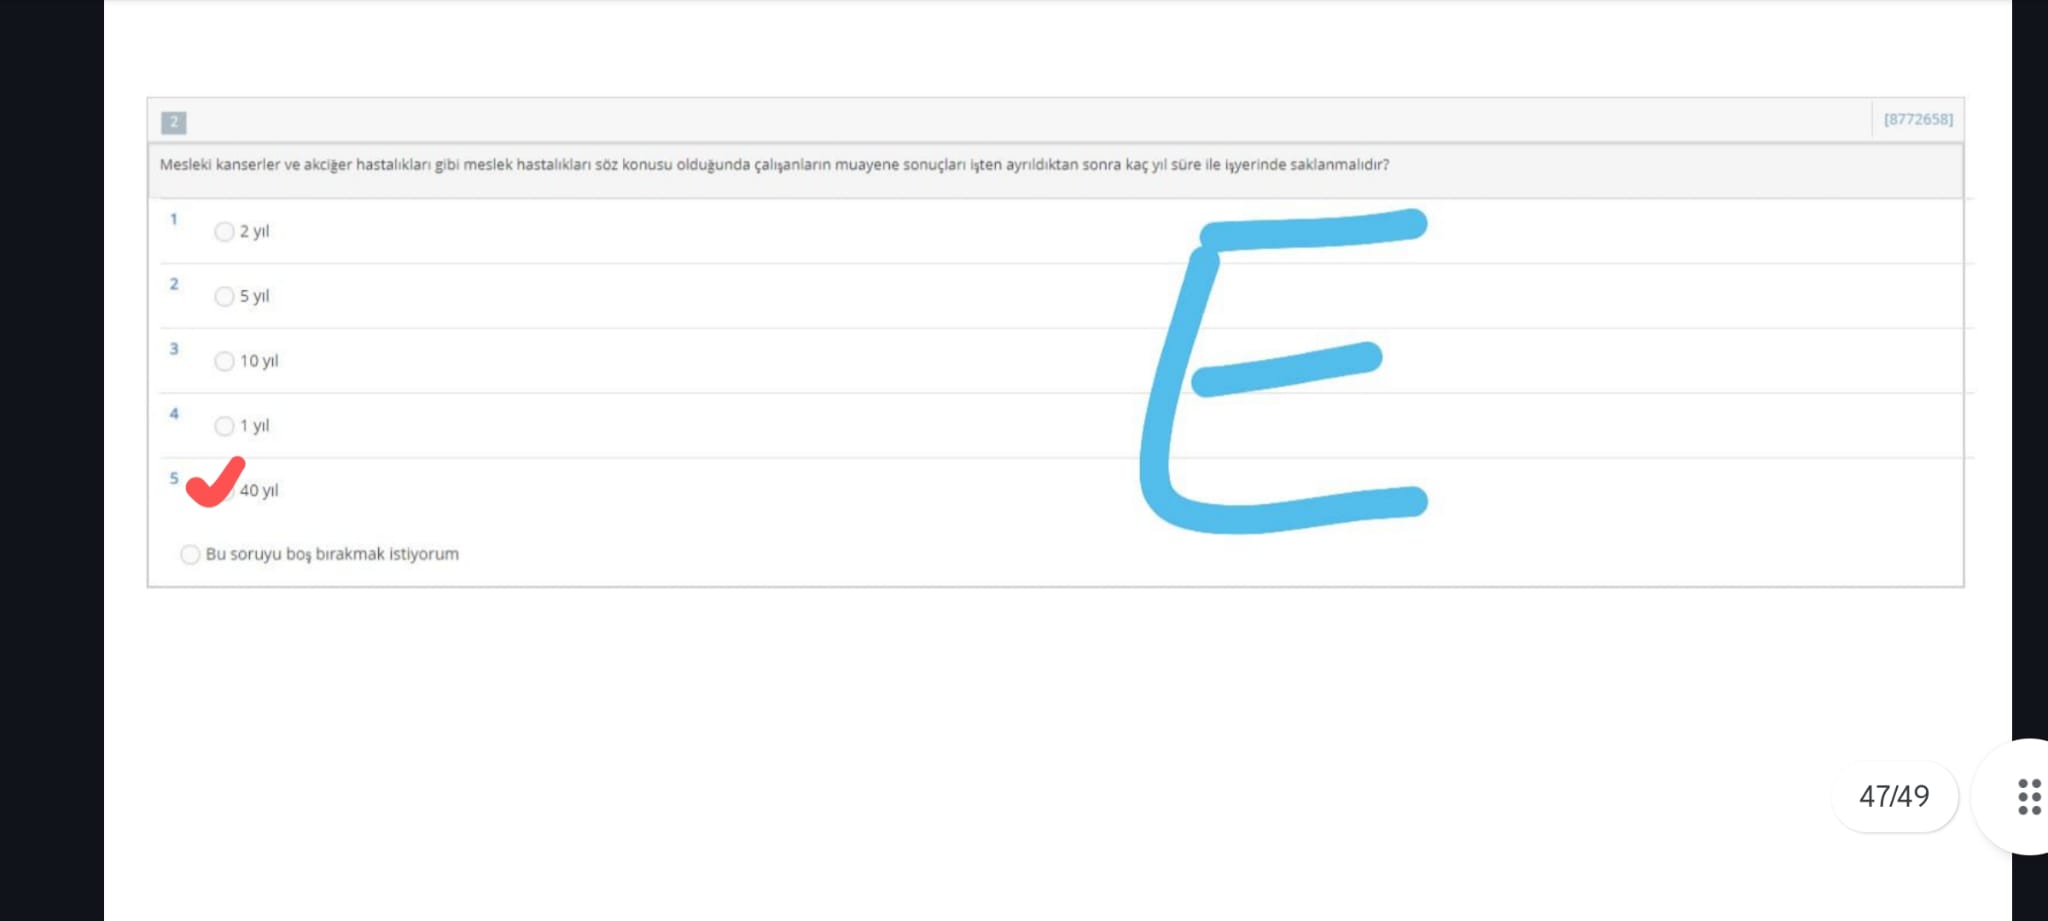 2
[8772658]
Mesleki kanserler ve akciğer hastalıkları gibi meslek hastalıkları söz konusu olduğunda çalışanların muayene sonuçları işten ayrıldıktan sonra kaç yıl süre ile işyerinde saklanmalıdır?
1
2 yıl
2
5 yıl
3
10 yıl
4
1 yıl
5
40 yıl
Bu soruyu boş bırakmak istiyorum
E
47/49